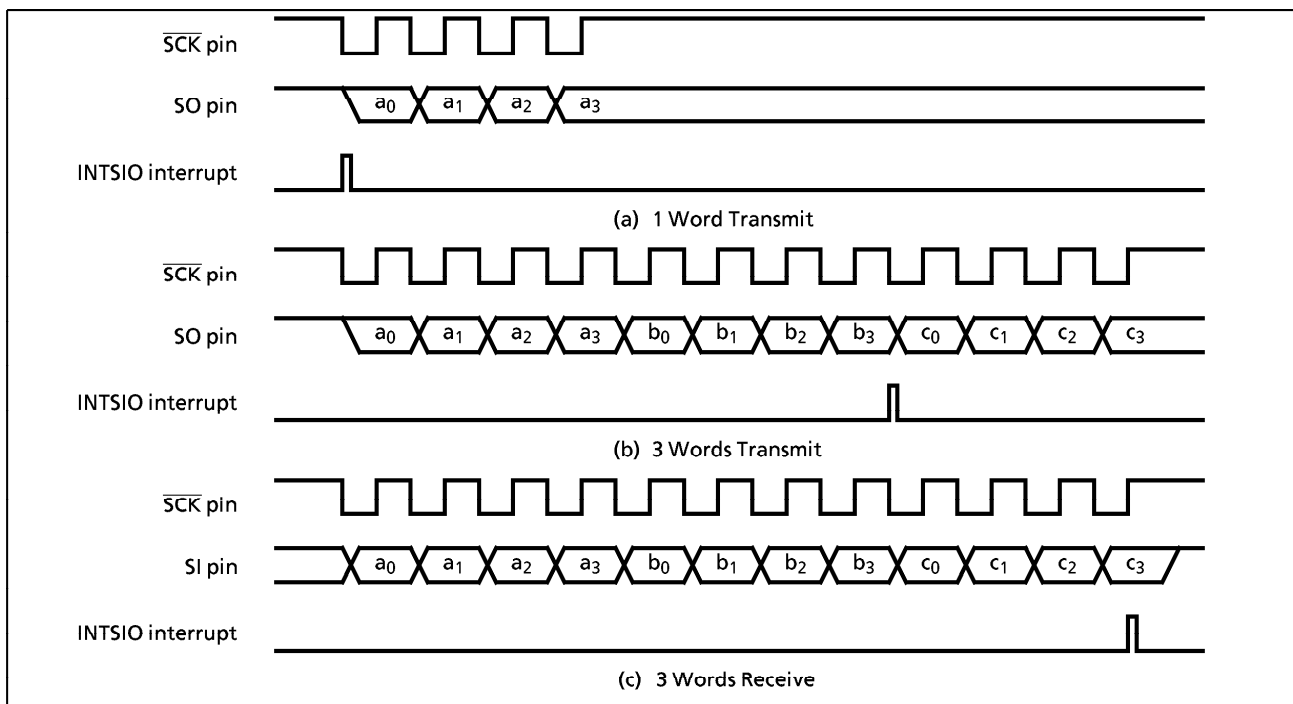 SCK pin
SO pin
a0 a1 a2 a3
INTSIO interrupt
(a) 1 Word Transmit
SCK pin
SO pin
a0 a1 a2 a3 b0 b1 b2 b3 c0 c1 c2 c3
INTSIO interrupt
(b) 3 Words Transmit
SCK pin
SI pin
a0 a1 a2 a3 b0 b1 b2 b3 c0 c1 c2 c3
INTSIO interrupt
(c) 3 Words Receive